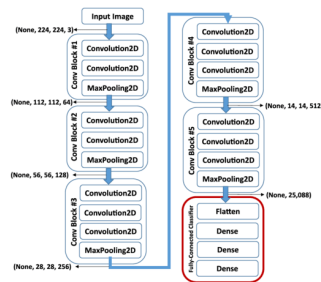 Input Image
(None, 224, 224, 3)
Conv Block #1
Convolution2D
Convolution2D
MaxPooling2D
(None, 112, 112, 64)
Conv Block #2
Convolution2D
Convolution2D
MaxPooling2D
(None, 56, 56, 128)
Conv Block #3
Convolution2D
Convolution2D
Convolution2D
MaxPooling2D
(None, 28, 28, 256)
Conv Block #4
Convolution2D
Convolution2D
Convolution2D
MaxPooling2D
(None, 14, 14, 512
Conv Block #5
Convolution2D
Convolution2D
Convolution2D
MaxPooling2D
(None, 25,088)
Fully-Connected Classifier
Flatten
Dense
Dense
Dense